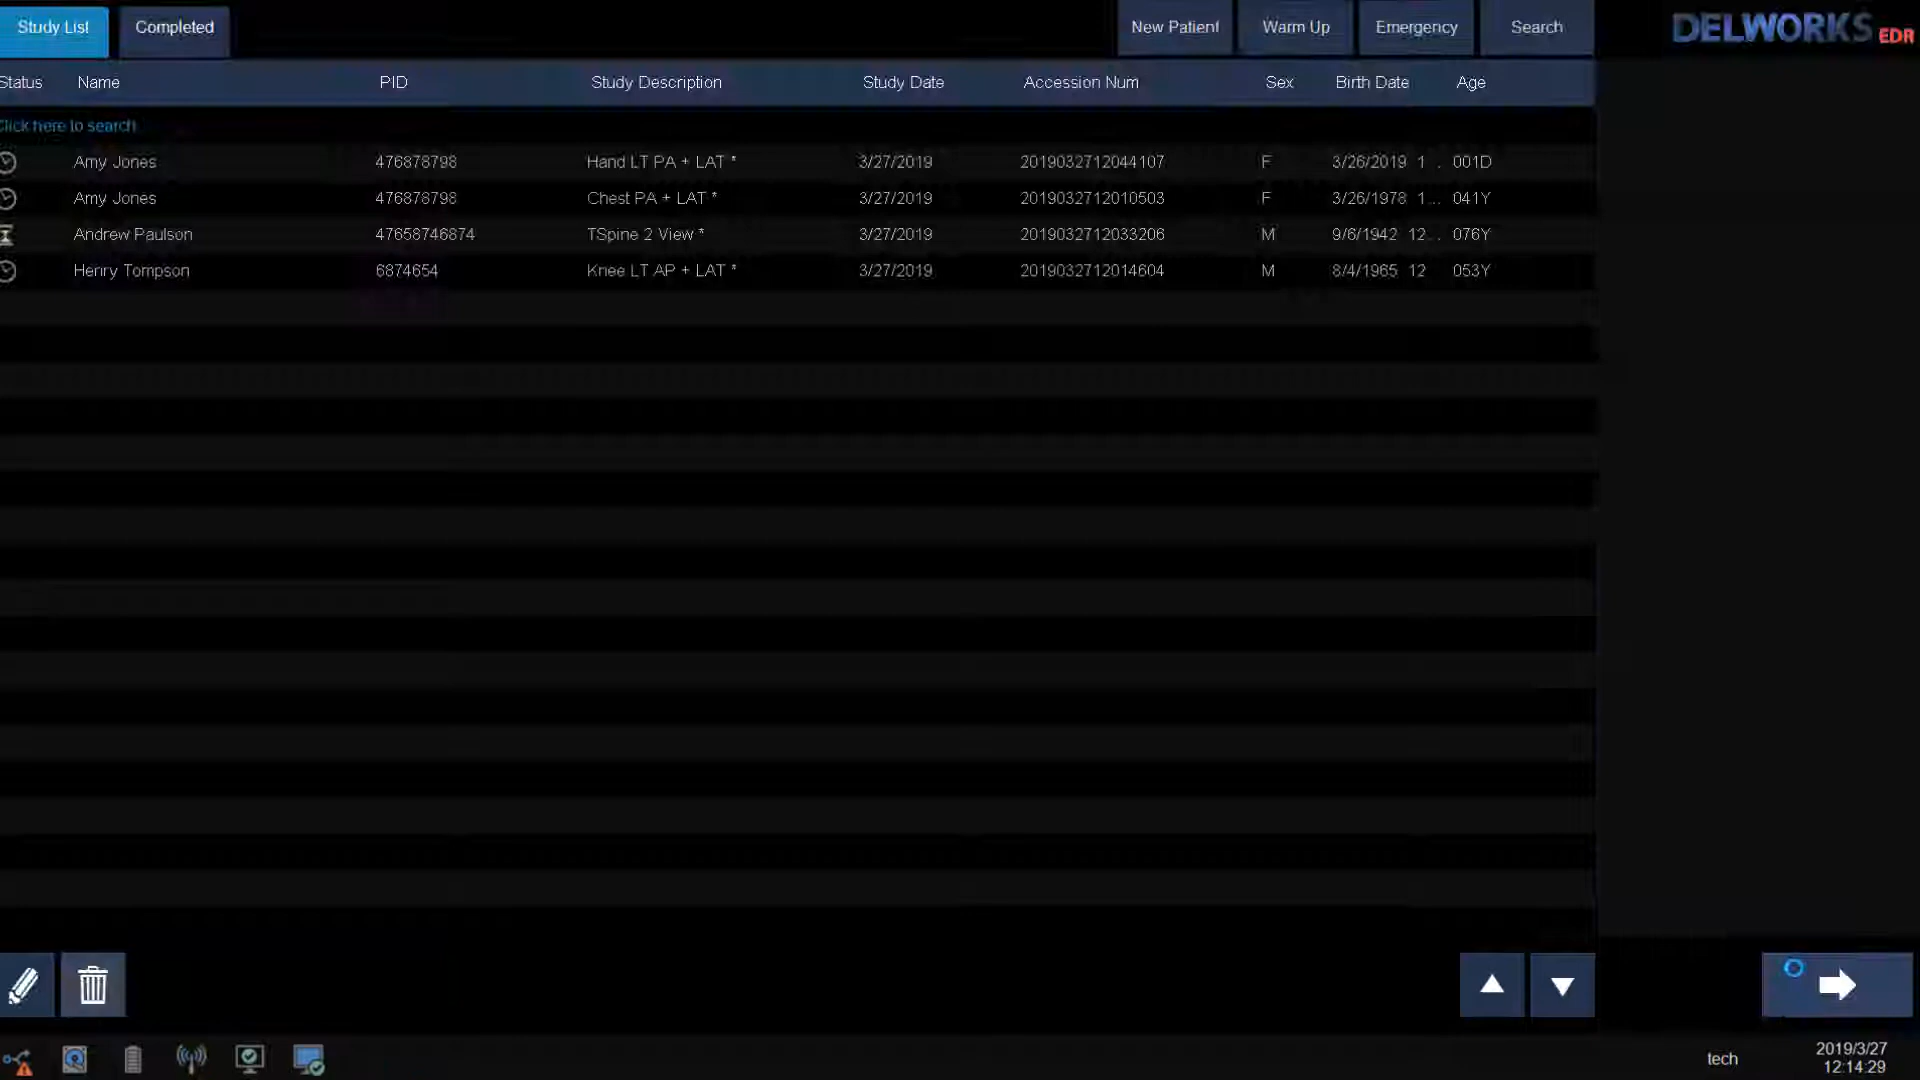 Study List Completed New Patient Warm Up Emergency Search DELWORKS EDR
Status Name PID Study Description Study Date Accession Num Sex Birth Date Age
Click here to search
Amy Jones 476878798 Hand LT PA + LAT * 3/27/2019 2019032712044107 F 3/26/2019 1 . 001D
Amy Jones 476878798 Chest PA + LAT * 3/27/2019 2019032712010503 F 3/26/1978 1... 041Y
Andrew Paulson 47658746874 TSpine 2 View * 3/27/2019 2019032712033206 M 9/6/1942 12... 076Y
Henry Tompson 6874654 Knee LT AP + LAT * 3/27/2019 2019032712014604 M 8/4/1965 12 053Y
tech 2019/3/27
12:14:29